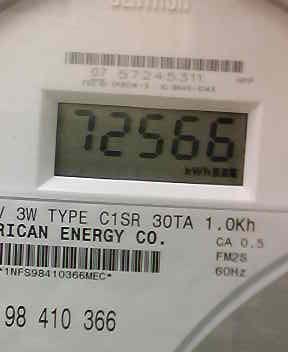 07 57245311
72566
kWh
V 3W TYPE C1SR 30TA 1.0Kh
RICAN ENERGY CO.
CA 0.5
FM2S
*1NFS98410366MEC*
60Hz
98 410 366